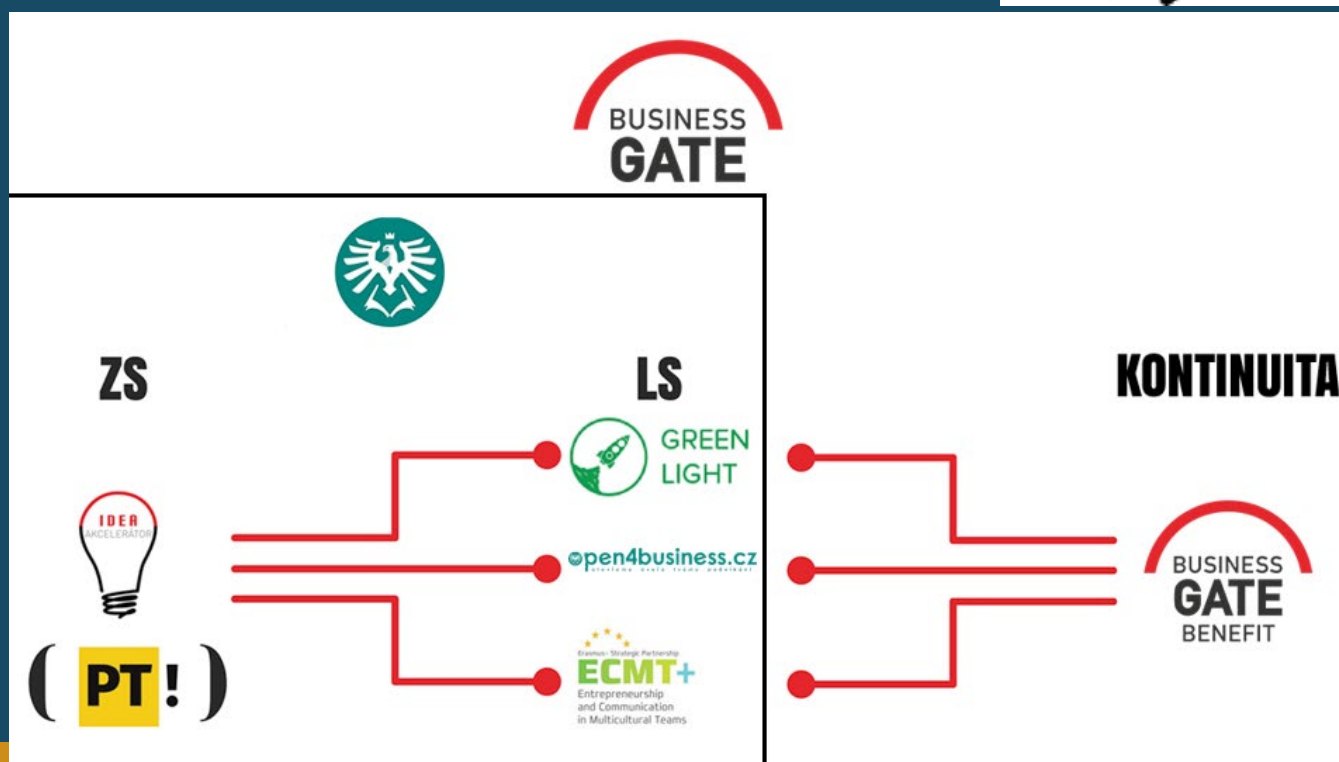 BUSINESS
GATE
ZS
LS
KONTINUITA
IDEA
AKCELERÁTOR
( PT! )
GREEN
LIGHT
open4business.cz
Erasmus+ Strategic Partnership
ECMT+
Entrepreneurship
and Communication
in Multicultural Teams
BUSINESS
GATE
BENEFIT